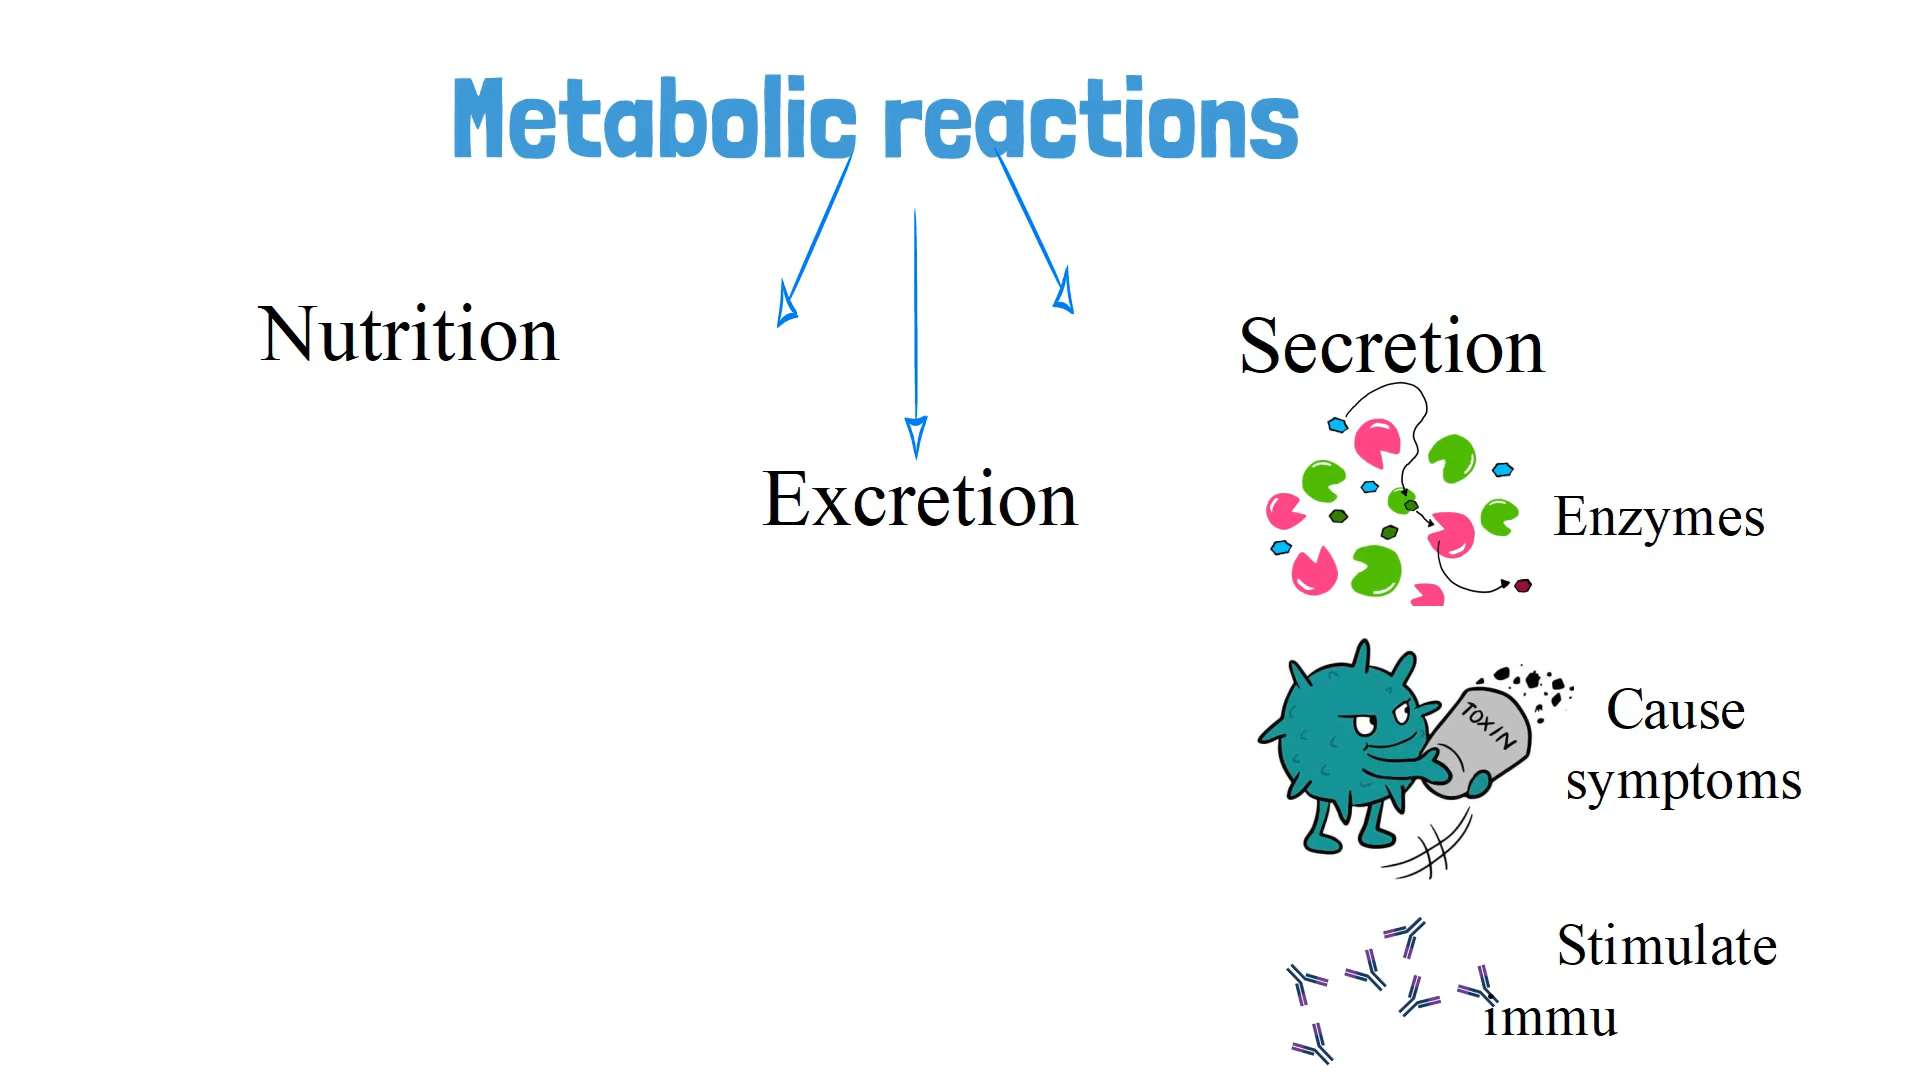 Metabolic reactions
Nutrition
Excretion
Secretion
Enzymes
TOXIN
Cause
symptoms
Stimulate
immu